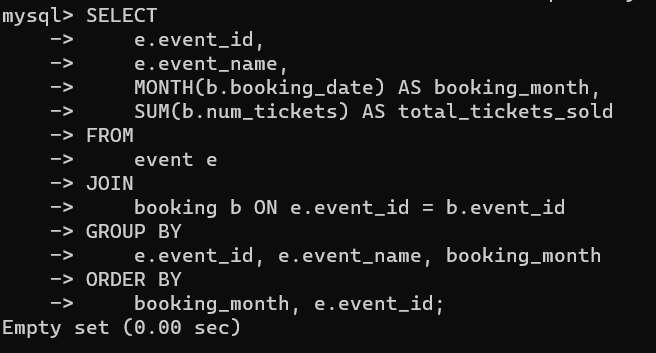 mysql> SELECT
    ->     e.event_id,
    ->     e.event_name,
    ->     MONTH(b.booking_date) AS booking_month,
    ->     SUM(b.num_tickets) AS total_tickets_sold
    -> FROM
    ->     event e
    -> JOIN
    ->     booking b ON e.event_id = b.event_id
    -> GROUP BY
    ->     e.event_id, e.event_name, booking_month
    -> ORDER BY
    ->     booking_month, e.event_id;
Empty set (0.00 sec)